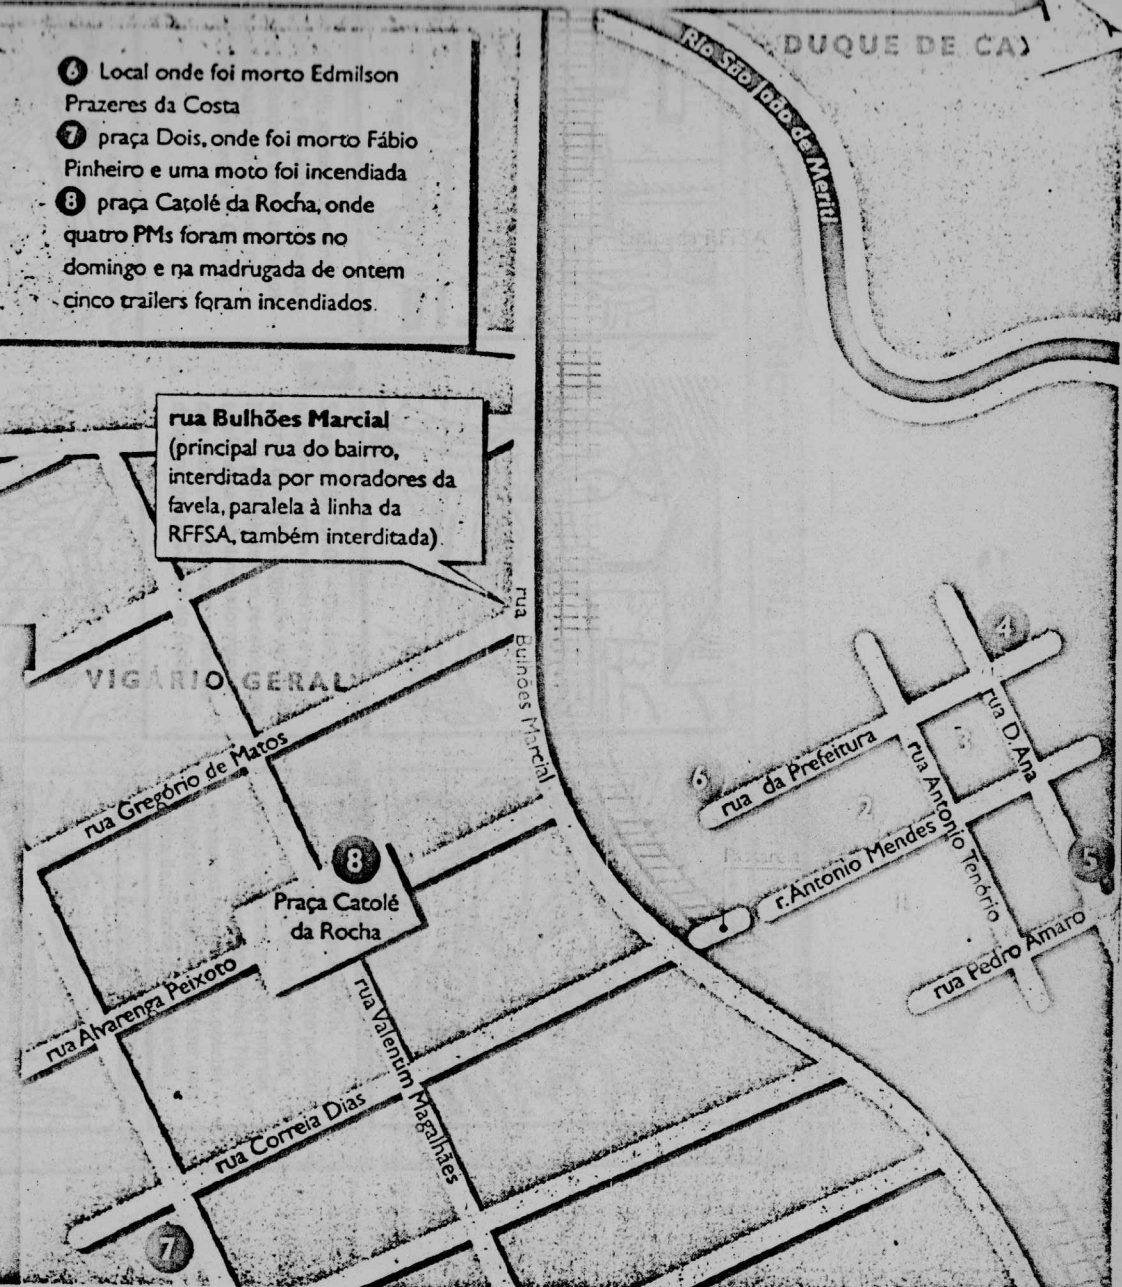 DUQUE DE CA
Rio São João de Meriti
6 Local onde foi morto Edmilson
Prazeres da Costa
7 praça Dois, onde foi morto Fábio
Pinheiro e uma moto foi incendiada
8 praça Catolé da Rocha, onde
quatro PMs foram mortos no
domingo e na madrugada de ontem
cinco trailers foram incendiados.
rua Bulhões Marcial
(principal rua do bairro,
interditada por moradores da
favela, paralela à linha da
RFFSA, também interditada)
rua Bulhões Marcial
VIGÁRIO GERAL
4
rua D. Ana
3
rua da Prefeitura
6
rua Antonio Tenório
2
rua Gregório de Matos
r. Antonio Mendes
5
8
Praça Catolé
da Rocha
rua Pedro Amaro
rua Alvarenga Peixoto
rua Valentim Magalhães
rua Correia Dias
7